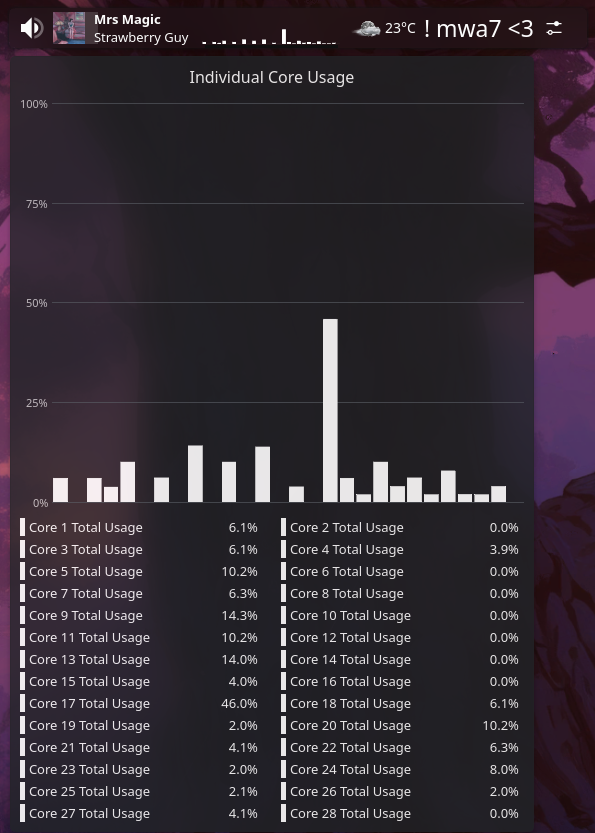 Mrs Magic
Strawberry Guy
23°C ! mwa7 <3
Individual Core Usage
100%
75%
50%
25%
0%
Core 1 Total Usage 6.1% Core 2 Total Usage 0.0%
Core 3 Total Usage 6.1% Core 4 Total Usage 3.9%
Core 5 Total Usage 10.2% Core 6 Total Usage 0.0%
Core 7 Total Usage 6.3% Core 8 Total Usage 0.0%
Core 9 Total Usage 14.3% Core 10 Total Usage 0.0%
Core 11 Total Usage 10.2% Core 12 Total Usage 0.0%
Core 13 Total Usage 14.0% Core 14 Total Usage 0.0%
Core 15 Total Usage 4.0% Core 16 Total Usage 0.0%
Core 17 Total Usage 46.0% Core 18 Total Usage 6.1%
Core 19 Total Usage 2.0% Core 20 Total Usage 10.2%
Core 21 Total Usage 4.1% Core 22 Total Usage 6.3%
Core 23 Total Usage 2.0% Core 24 Total Usage 8.0%
Core 25 Total Usage 2.1% Core 26 Total Usage 2.0%
Core 27 Total Usage 4.1% Core 28 Total Usage 0.0%